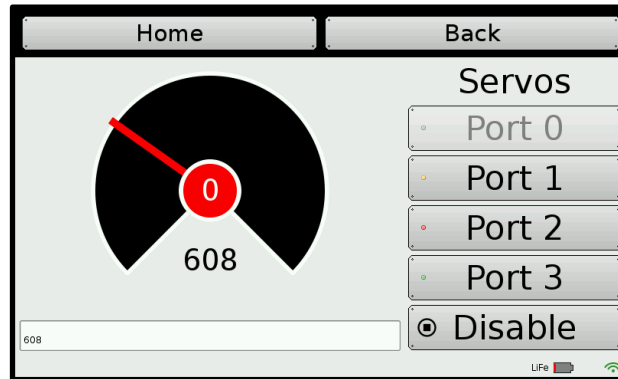 Home
Back
Servos
Port 0
Port 1
0
Port 2
608
Port 3
Disable
608
LiFe